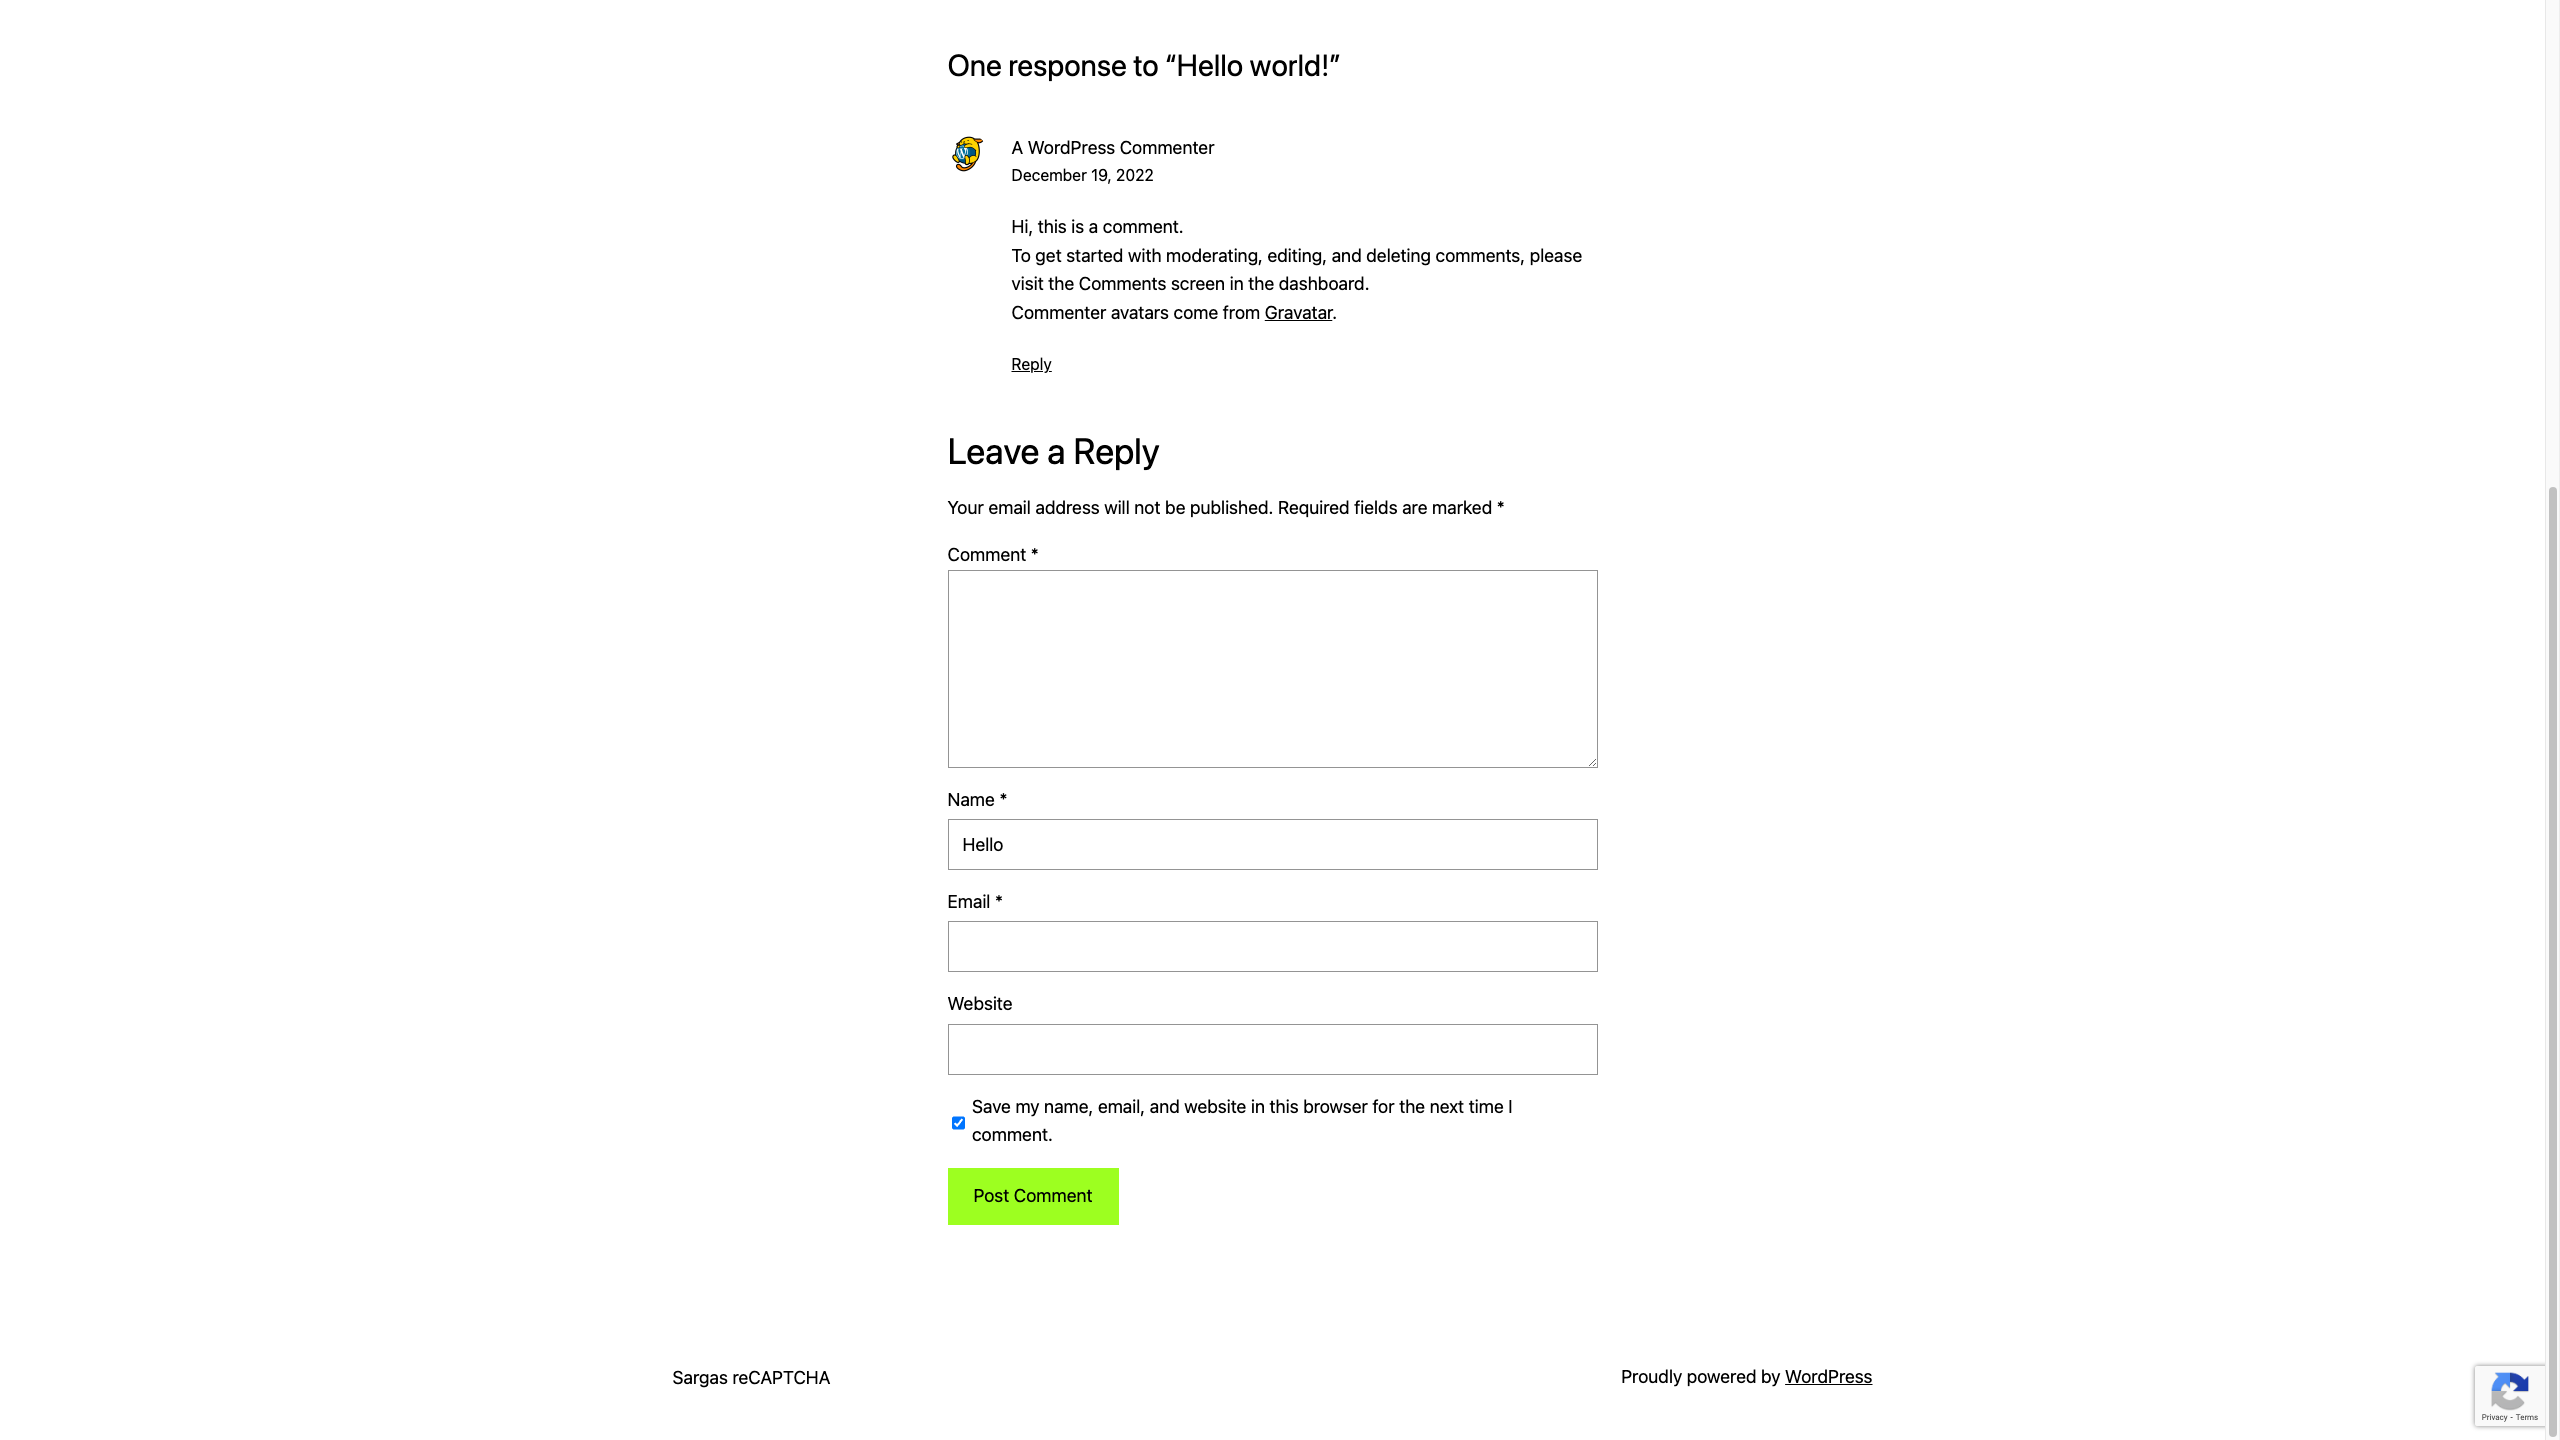 One response to “Hello world!”
A WordPress Commenter
December 19, 2022
Hi, this is a comment.
To get started with moderating, editing, and deleting comments, please
visit the Comments screen in the dashboard.
Commenter avatars come from Gravatar.
Reply
Leave a Reply
Your email address will not be published. Required fields are marked *
Comment *
Name *
Hello
Email *
Website
Save my name, email, and website in this browser for the next time I
comment.
Post Comment
Sargas reCAPTCHA
Proudly powered by WordPress
Privacy - Terms